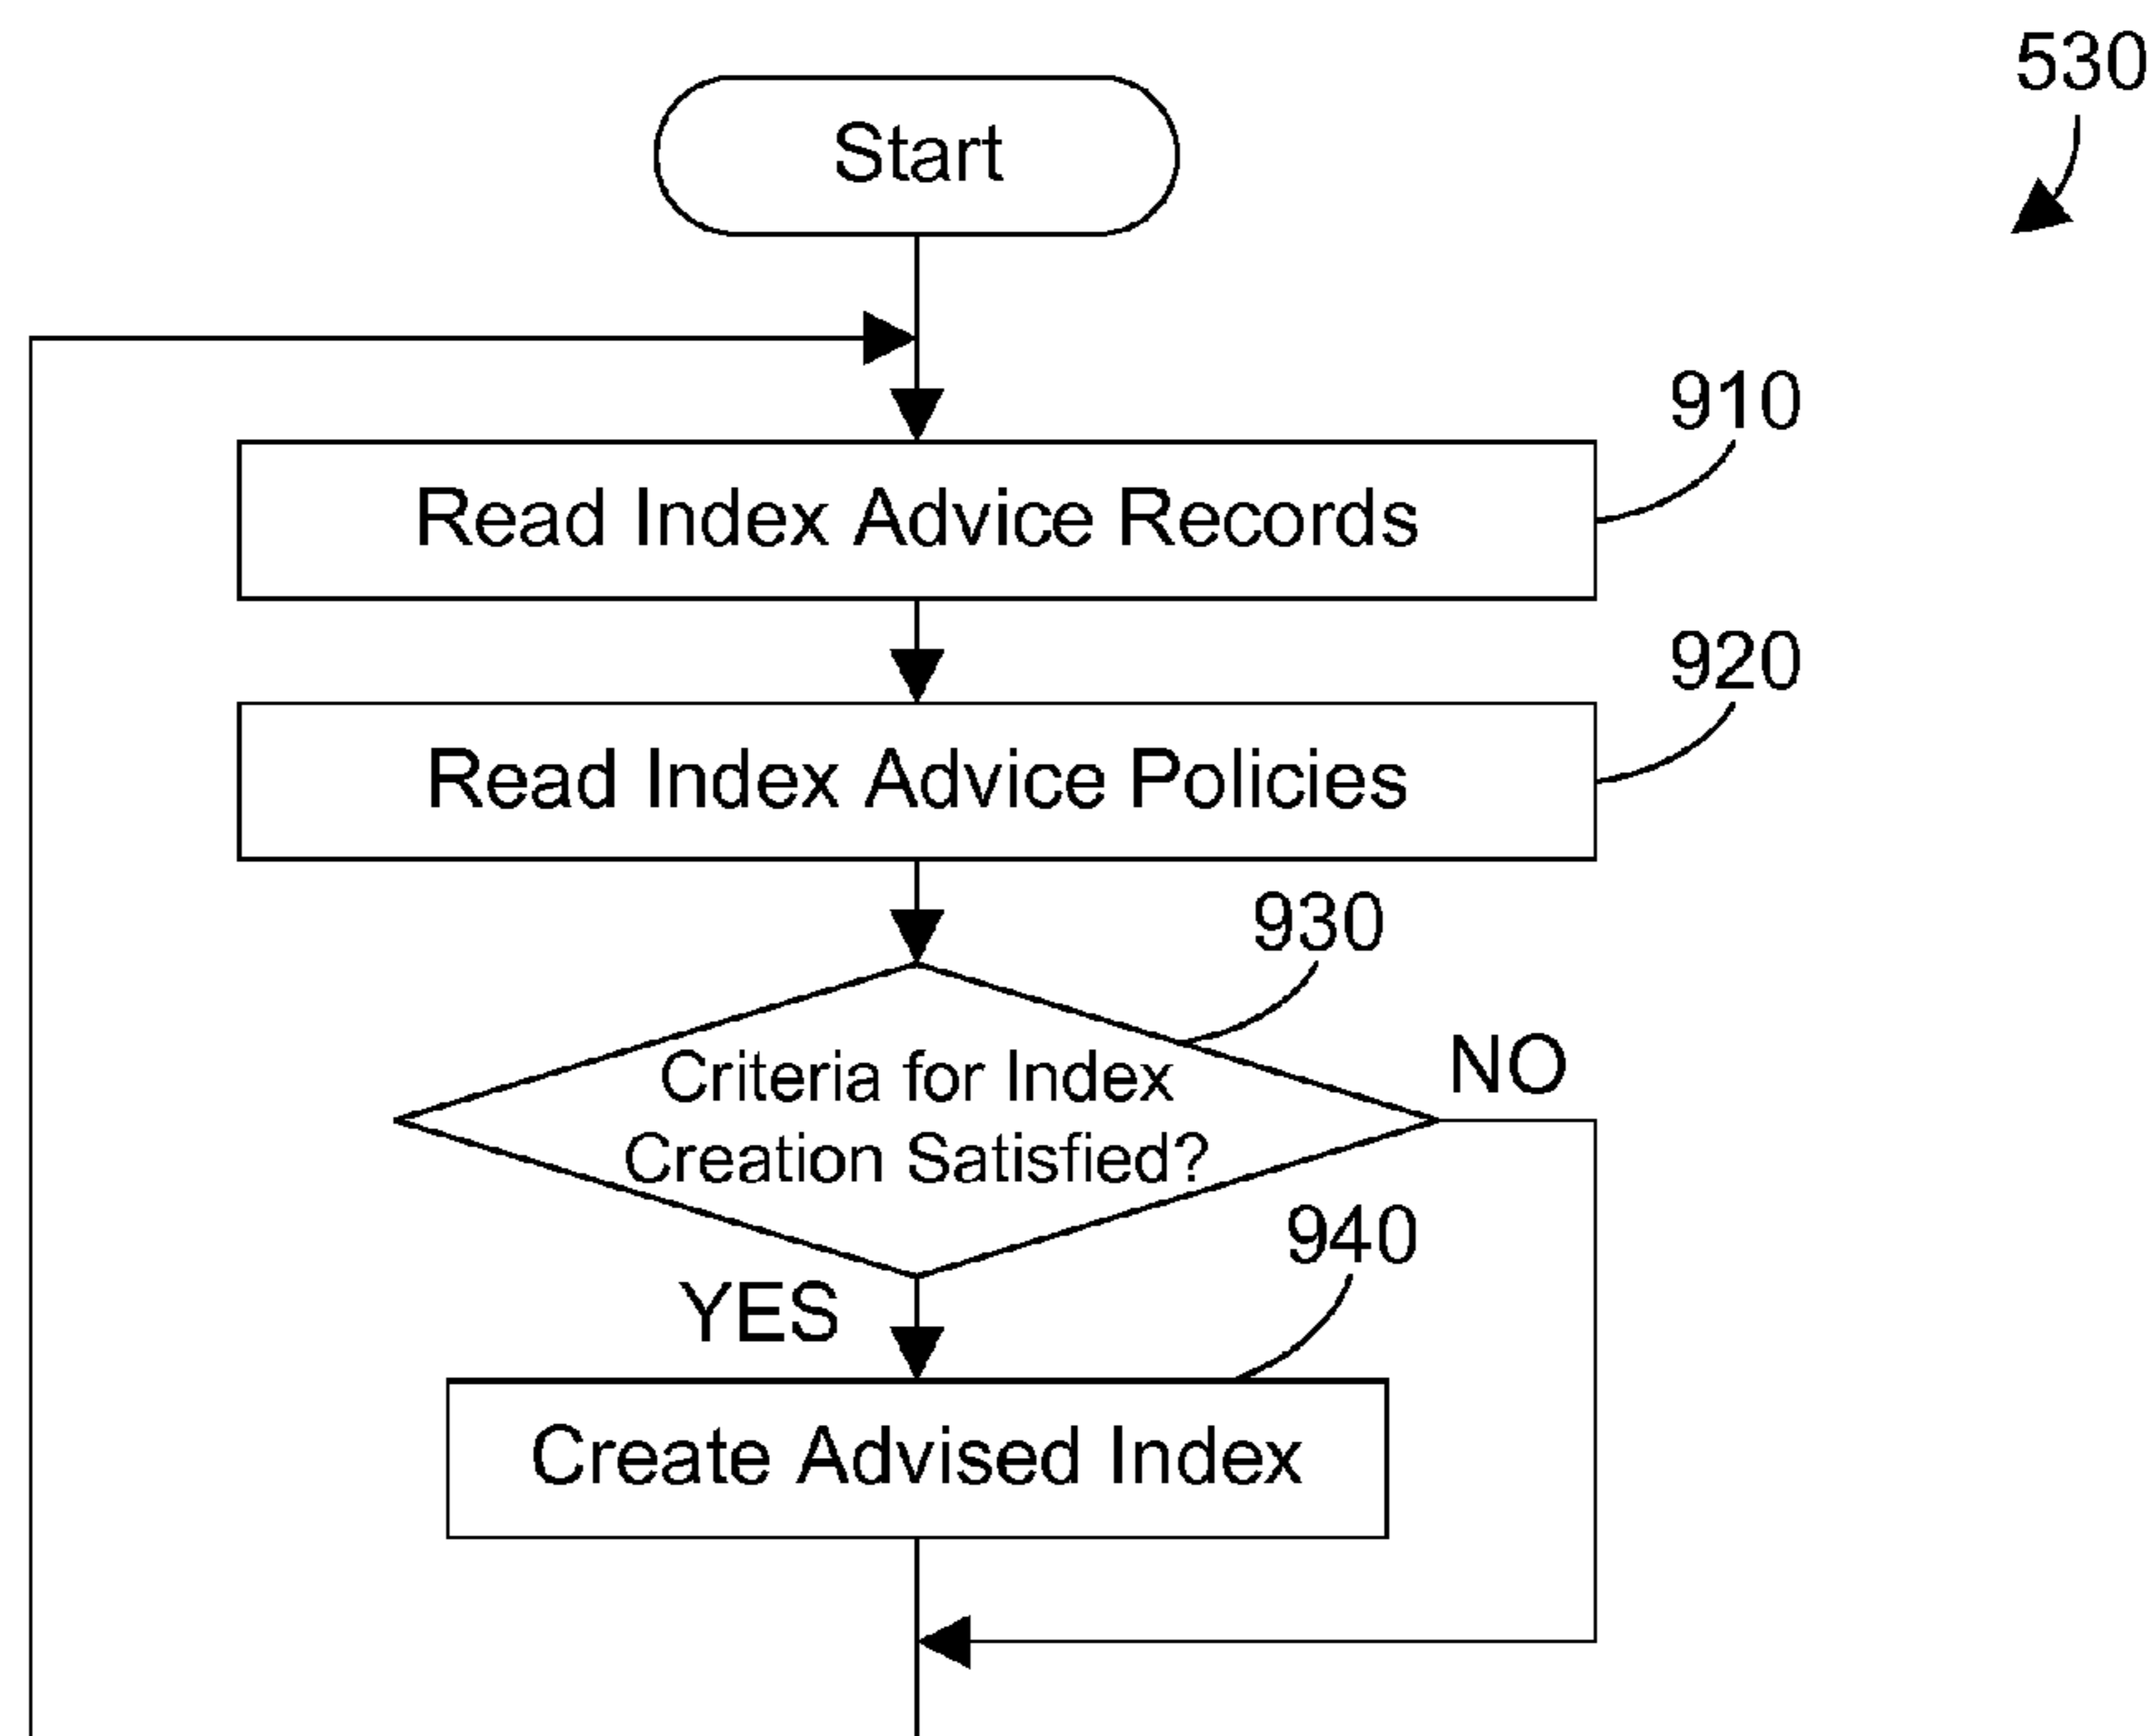 530
Start
910
Read Index Advice Records
920
Read Index Advice Policies
930
Criteria for Index
Creation Satisfied?
NO
940
YES
Create Advised Index